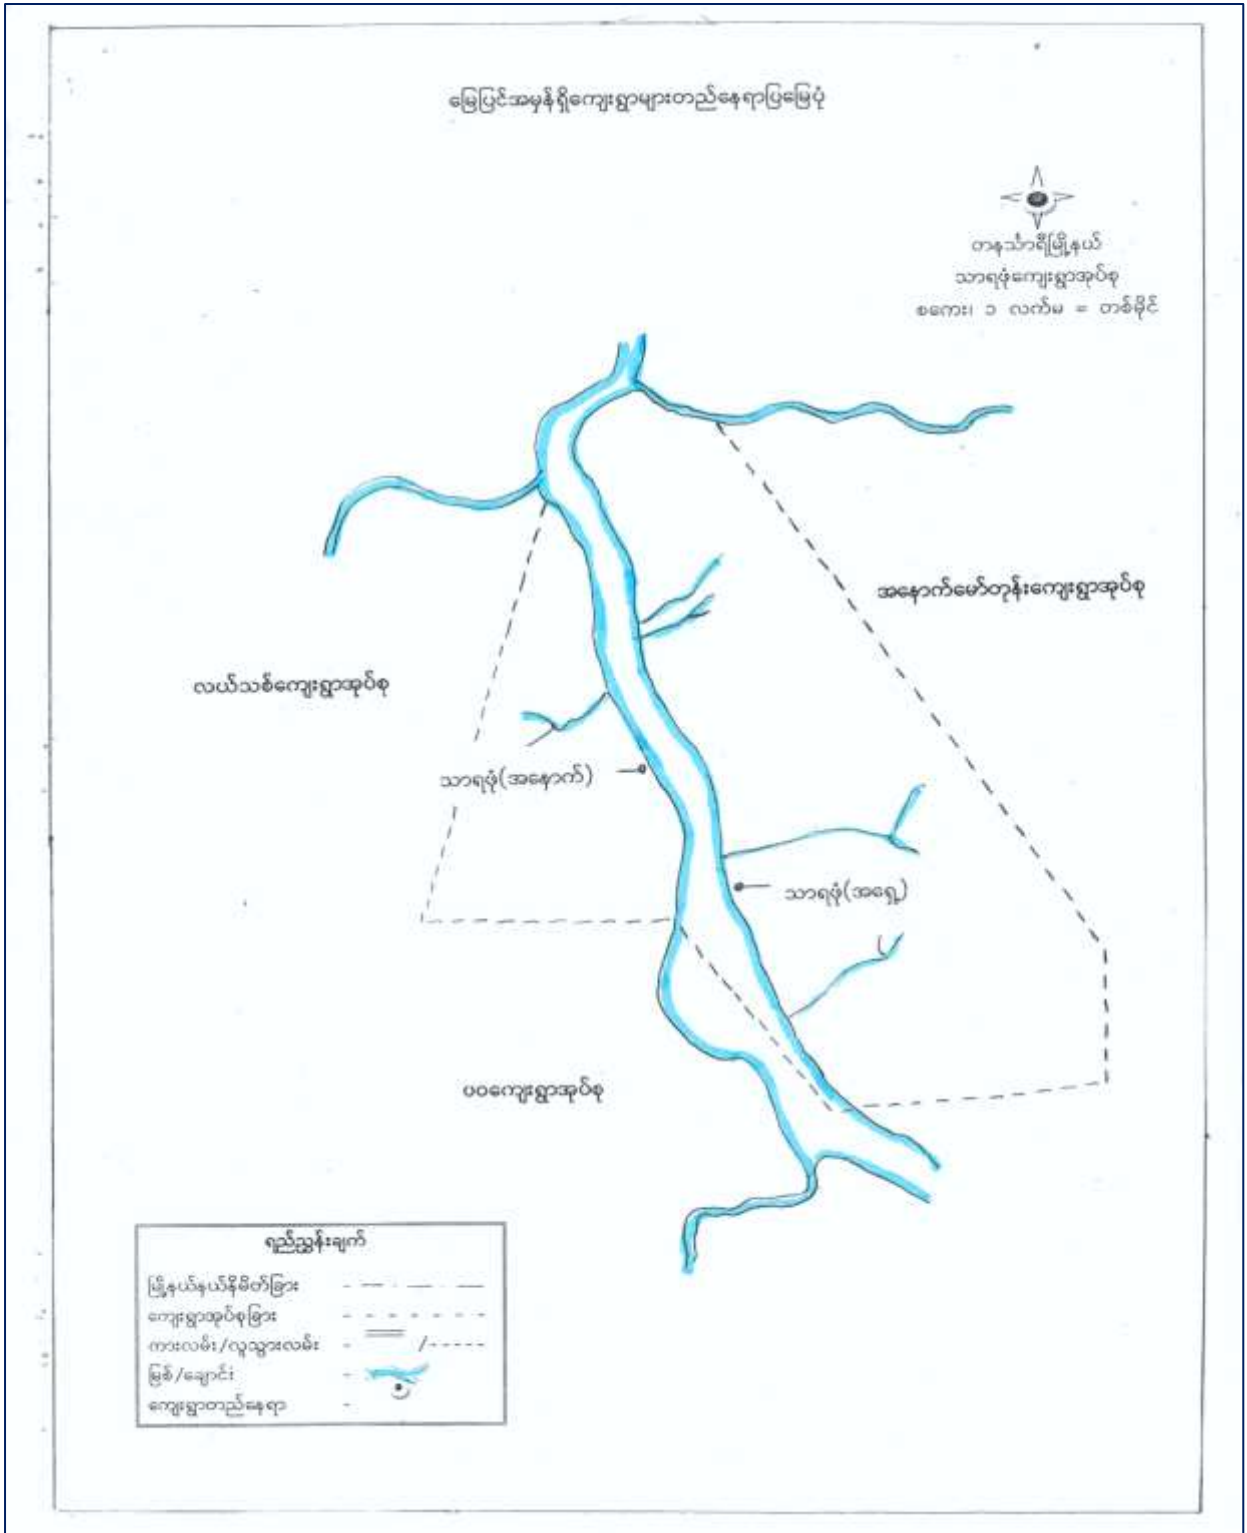 မြေပြင်အမှန်ရှိကျေးရွာများတည်နေရာပြမြေပုံ
တနင်္သာရီမြို့နယ်
သာရဖုံကျေးရွာအုပ်စု
စကေး၊ ၁ လက်မ = တစ်မိုင်
အနောက်မော်တုန်းကျေးရွာအုပ်စု
လယ်သစ်ကျေးရွာအုပ်စု
သာရဖုံ(အနောက်)
သာရဖုံ(အရှေ့)
ပဝကျေးရွာအုပ်စု
ရည်ညွှန်းချက်
မြို့နယ်နယ်နိမိတ်ခြား
ကျေးရွာအုပ်စုခြား
ကားလမ်း/လူသွားလမ်း
မြစ်/ချောင်း
ကျေးရွာတည်နေရာ